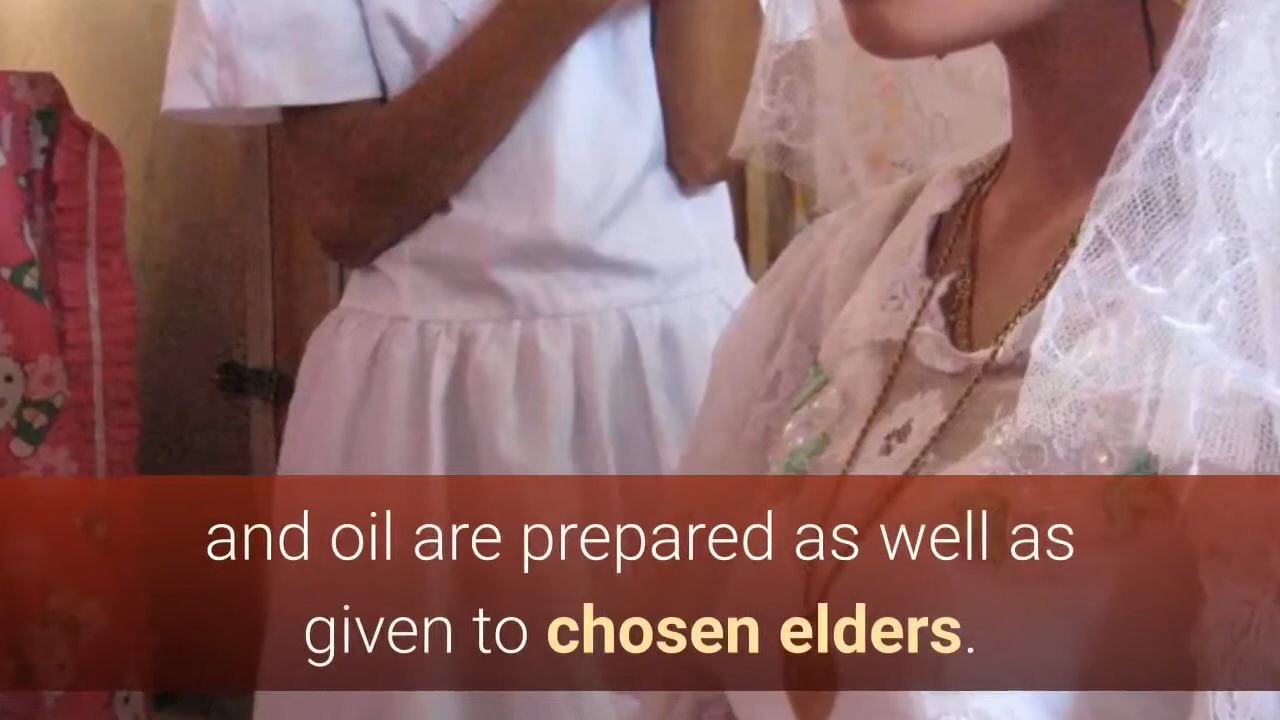 and oil are prepared as well as
given to chosen elders.